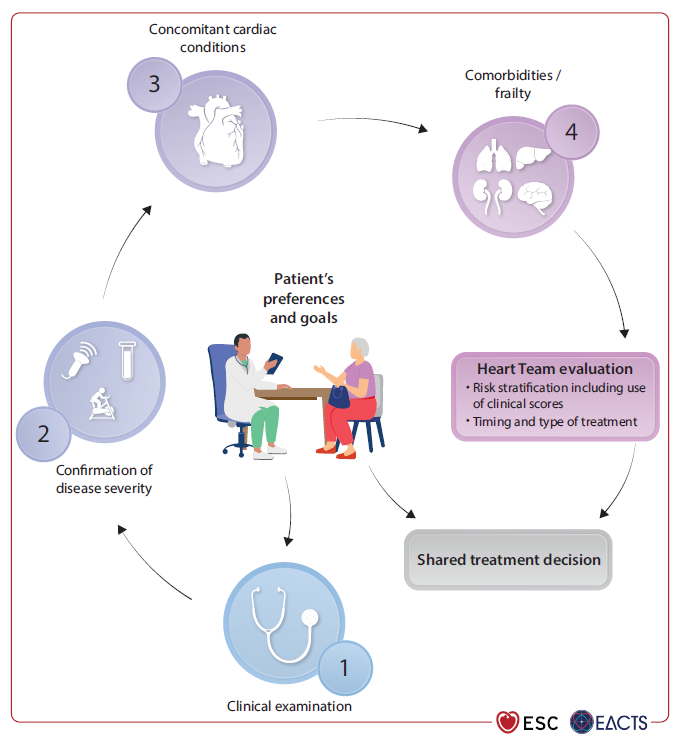 Concomitant cardiac
conditions
3
Comorbidities /
frailty
4
Patient’s
preferences
and goals
Heart Team evaluation
• Risk stratification including use
of clinical scores
• Timing and type of treatment
2
Confirmation of
disease severity
Shared treatment decision
1
Clinical examination
ESC
EACTS